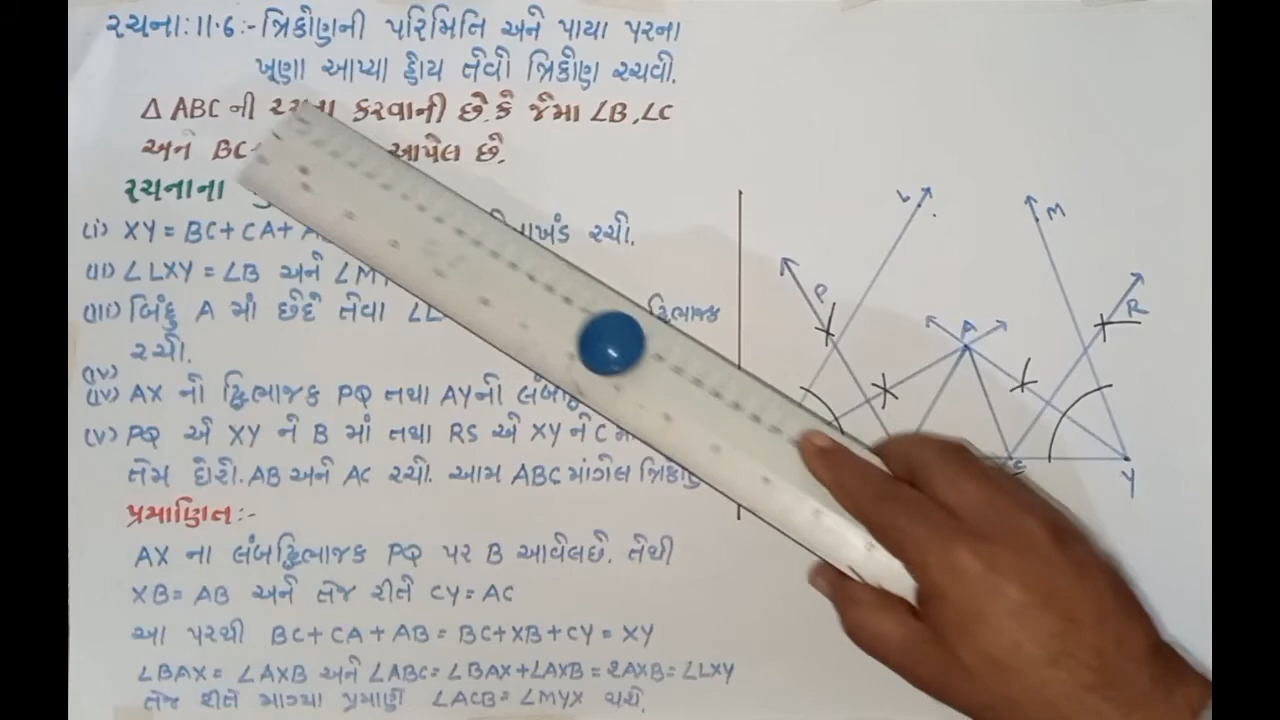 રચના:11.6:- ત્રિકોણની પરિમિતિ અને પાયા પરના
ખૂણા આપ્યા હોય તેવો ત્રિકોણ રચવો.
△ ABC ની રચના કરવાની છે.કે જેમા ∠B,∠C
અને BC+ આપેલ છે.
રચનાના
(i) XY = BC+ CA+ A રચો.
(ii) ∠LXY = ∠B અને ∠MY
(iii) બિંદુ A માં છેદે તેવા ∠L દ્વિભાજક
રચો.
(iv)
(iv) AX નો દ્વિભાજક PQ તથા AYનો લંબ
(v) PQ એ XY ને B માં તથા RS એ XY ને C
તેમ દોરો. AB અને AC રચો. આમ ABC માંગેલ ત્રિકોણ
પ્રમાણિત:-
AX ના લંબદ્વિભાજક PQ પર B આવેલછે. તેથી
XB= AB અને તેજ રીતે CY= AC
આ પરથી BC+ CA+ AB= BC+XB+CY= XY
∠BAX= ∠AXB અને ∠ABC= ∠BAX+∠AXB = 2AXB= ∠LXY
તેજ રીતે માગ્યા પ્રમાણે ∠ACB= ∠MYX થશે.
L
M
P
R
A
C
Y